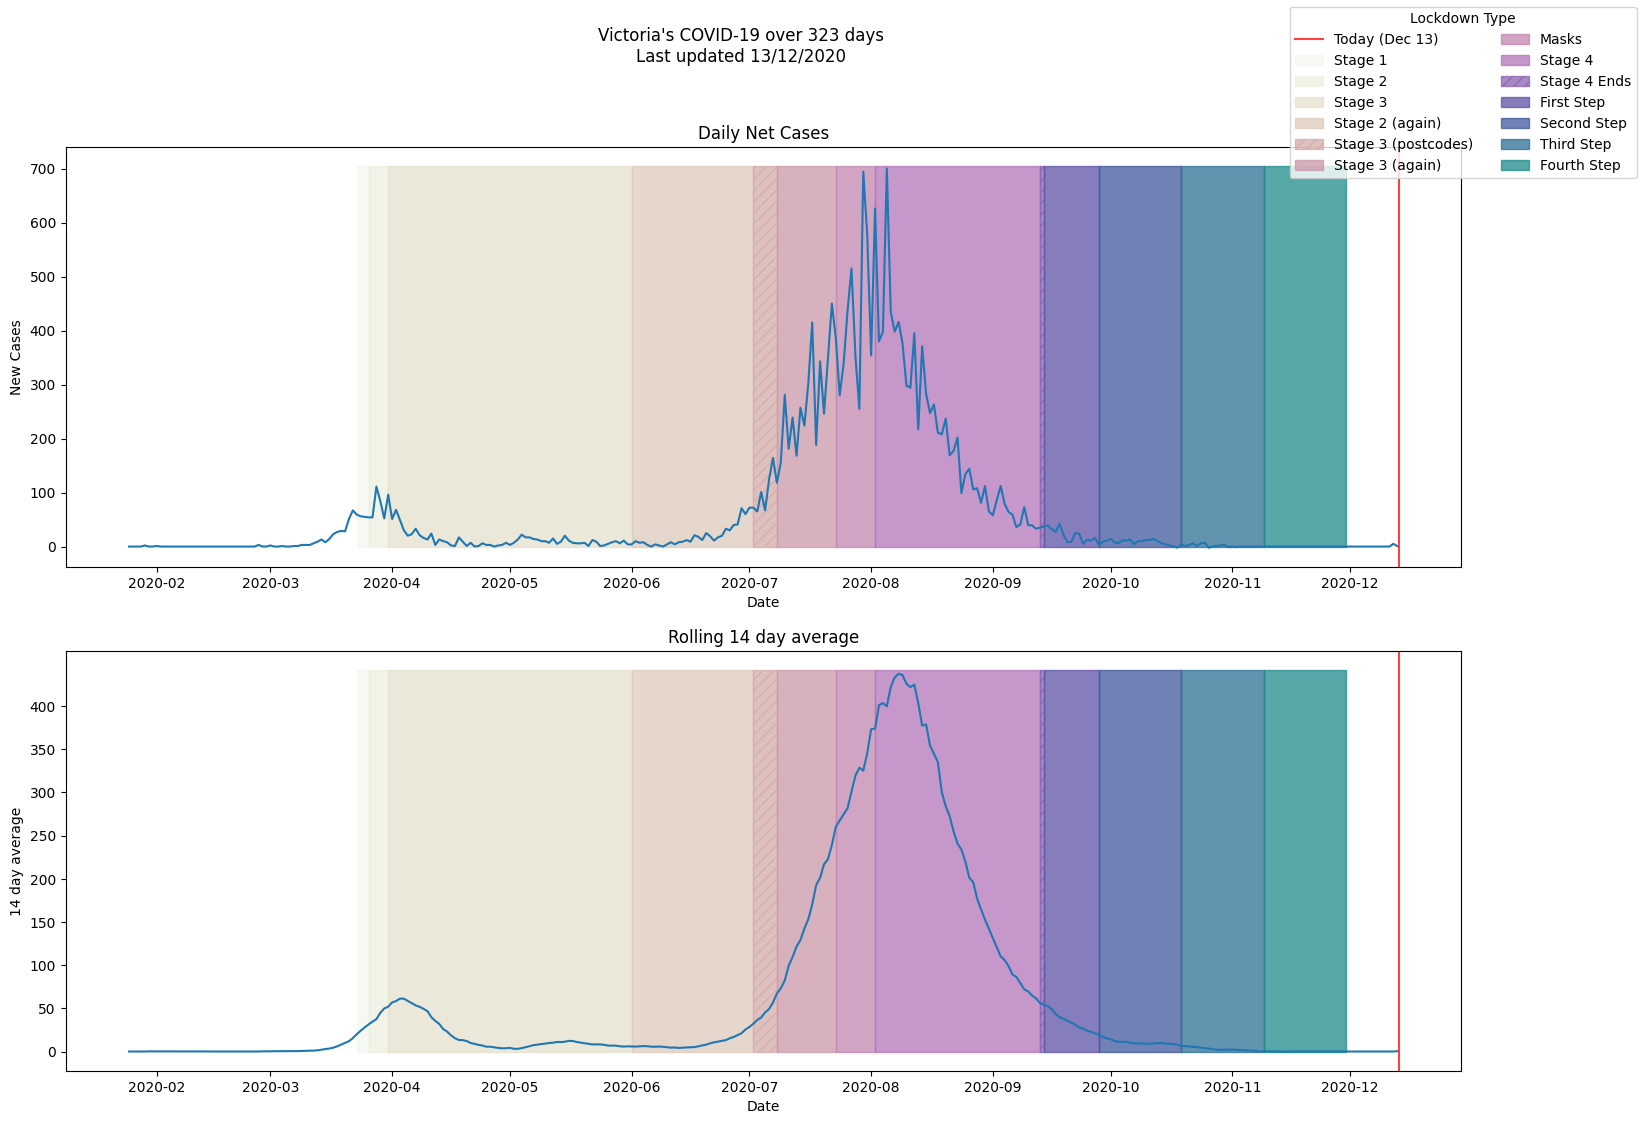 Victoria's COVID-19 over 323 days
Last updated 13/12/2020
Lockdown Type
Today (Dec 13)
Stage 1
Stage 2
Stage 3
Stage 2 (again)
Stage 3 (postcodes)
Stage 3 (again)
Masks
Stage 4
Stage 4 Ends
First Step
Second Step
Third Step
Fourth Step
Daily Net Cases
New Cases
700
600
500
400
300
200
100
0
2020-02 2020-03 2020-04 2020-05 2020-06 2020-07 2020-08 2020-09 2020-10 2020-11 2020-12
Date
Rolling 14 day average
14 day average
400
350
300
250
200
150
100
50
0
2020-02 2020-03 2020-04 2020-05 2020-06 2020-07 2020-08 2020-09 2020-10 2020-11 2020-12
Date